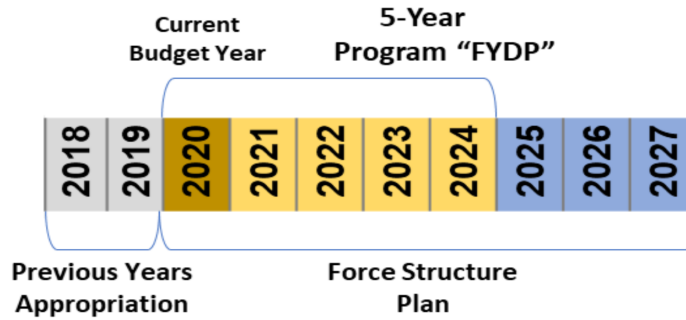 Current
Budget Year
5-Year
Program “FYDP”
2018 2019 2020 2021 2022 2023 2024 2025 2026 2027
Previous Years
Appropriation
Force Structure
Plan